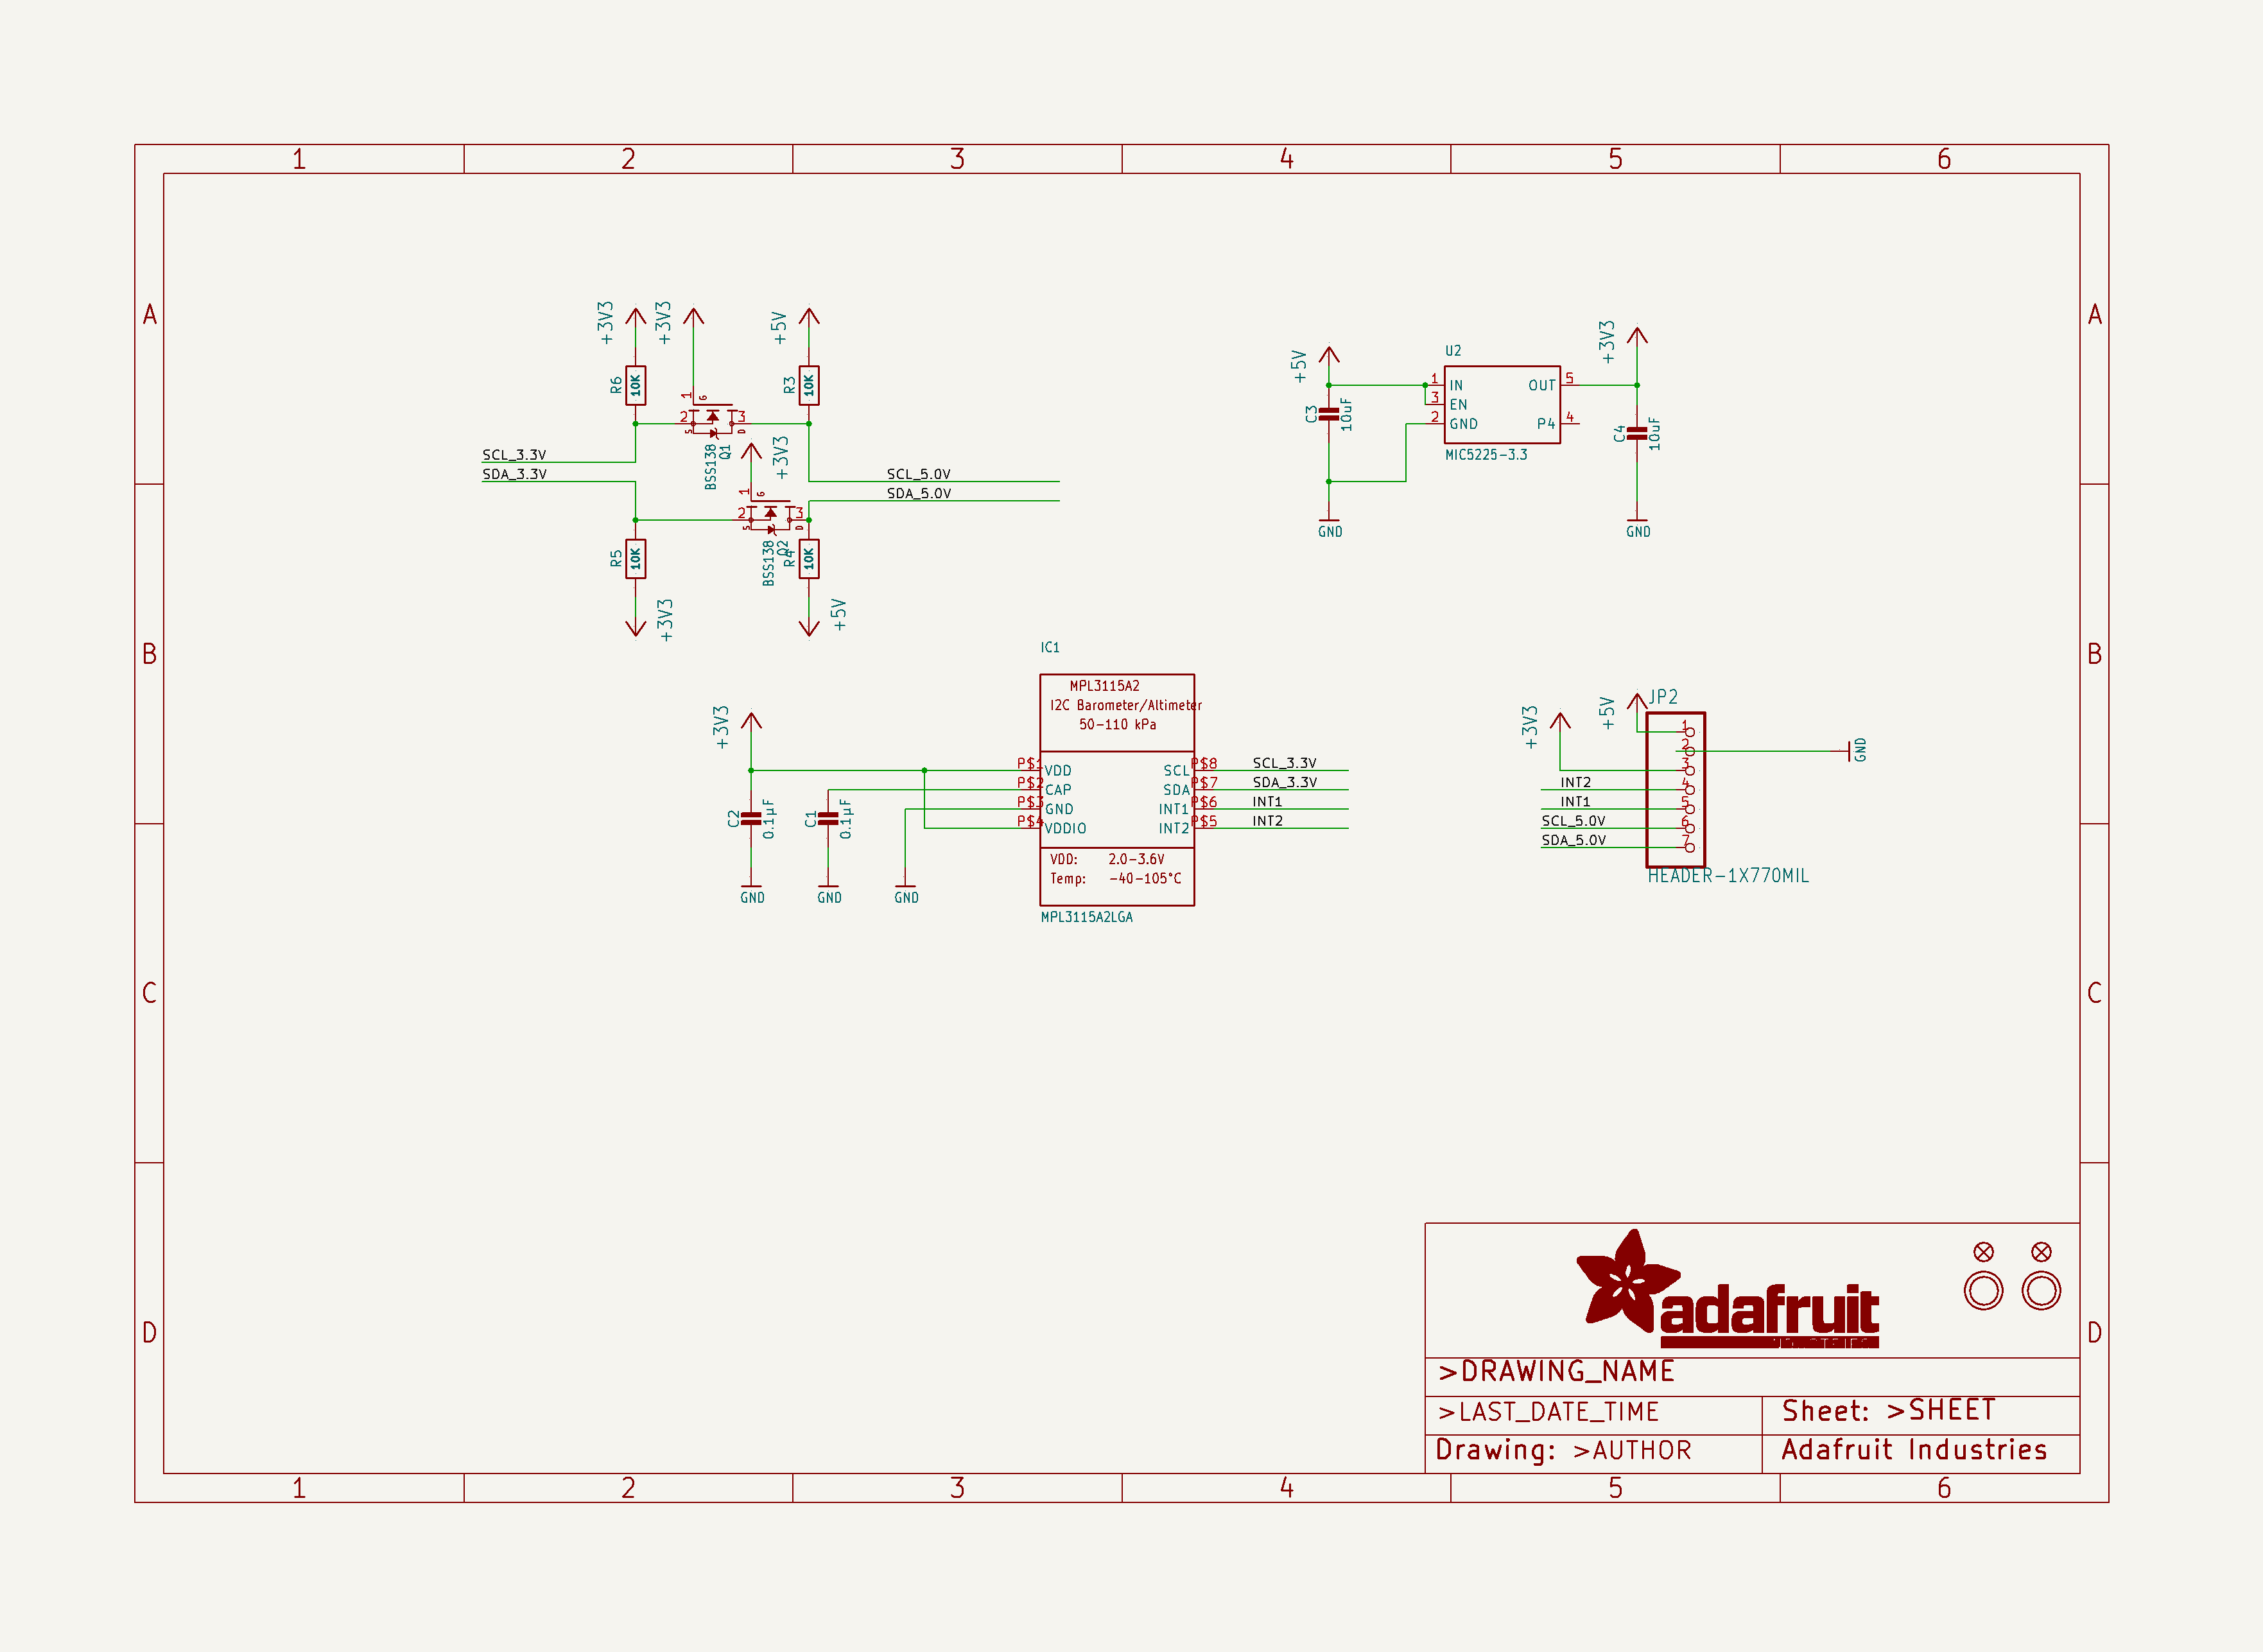 1 2 3 4 5 6
A A
B B
C C
D D
+3V3 +3V3 +5V
R6 10K
R3 10K
1 G
2 3
S D
BSS138
Q1
+3V3
SCL_3.3V
SDA_3.3V
SCL_5.0V
SDA_5.0V
1 G
2 3
S D
BSS138
Q2
R5 10K
R4 10K
+3V3
+5V
+5V
C3
10uF
GND
U2
1 IN
3 EN
2 GND
OUT 5
P4 4
MIC5225-3.3
+3V3
C4
10uF
GND
IC1
MPL3115A2
I2C Barometer/Altimeter
50-110 kPa
P$1 VDD
P$2 CAP
P$3 GND
P$4 VDDIO
SCL P$8 SCL_3.3V
SDA P$7 SDA_3.3V
INT1 P$6 INT1
INT2 P$5 INT2
VDD: 2.0-3.6V
Temp: -40-105°C
MPL3115A2LGA
+3V3
C2
0.1µF
C1
0.1µF
GND GND GND
JP2
+3V3
+5V
1
2
3
4
5
6
7
GND
INT2
INT1
SCL_5.0V
SDA_5.0V
HEADER-1X770MIL
adafruit
>DRAWING_NAME
>LAST_DATE_TIME
Sheet: >SHEET
Drawing: >AUTHOR
Adafruit Industries
1 2 3 4 5 6